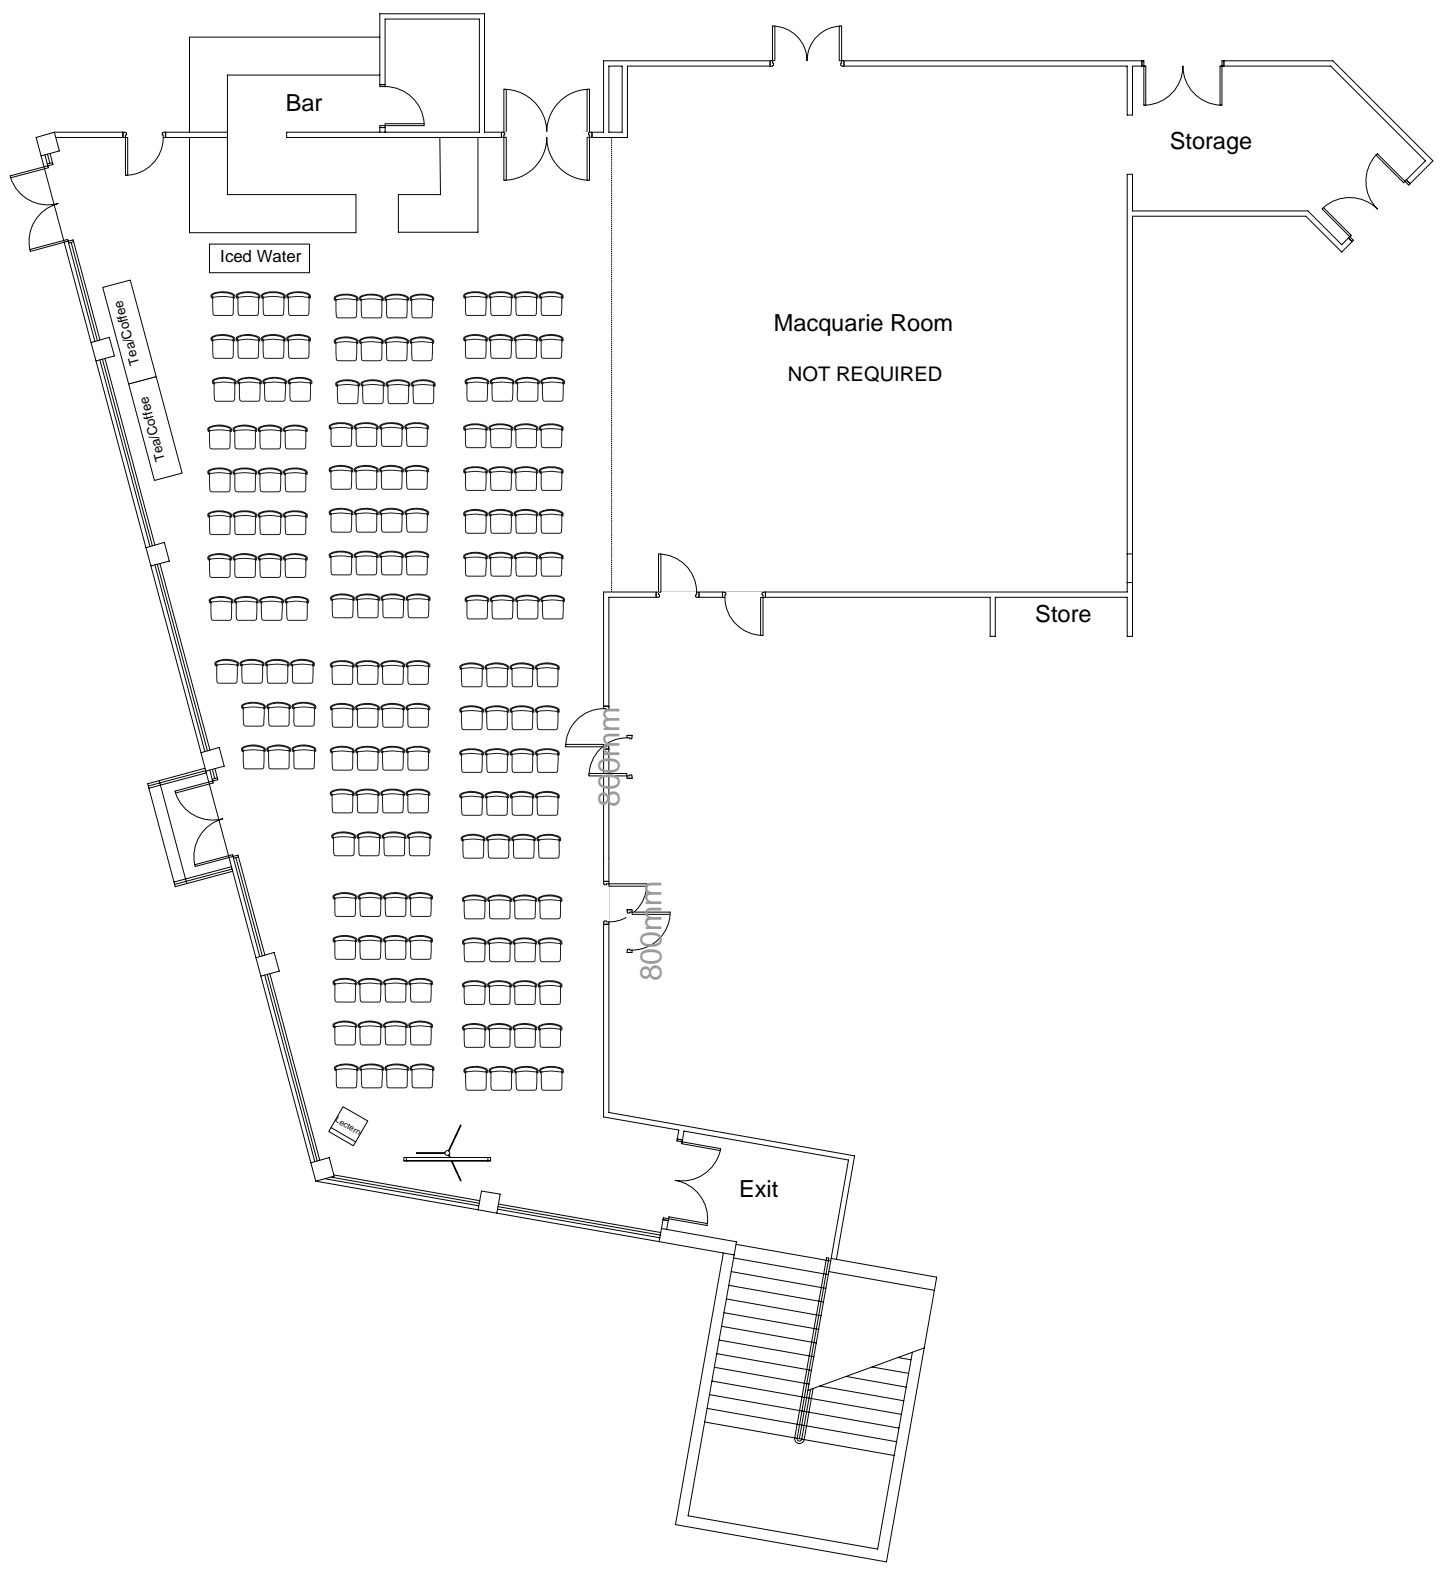 Bar
Storage
Iced Water
Tea/Coffee
Tea/Coffee
Macquarie Room
NOT REQUIRED
Store
800mm
800mm
Lectern
Exit